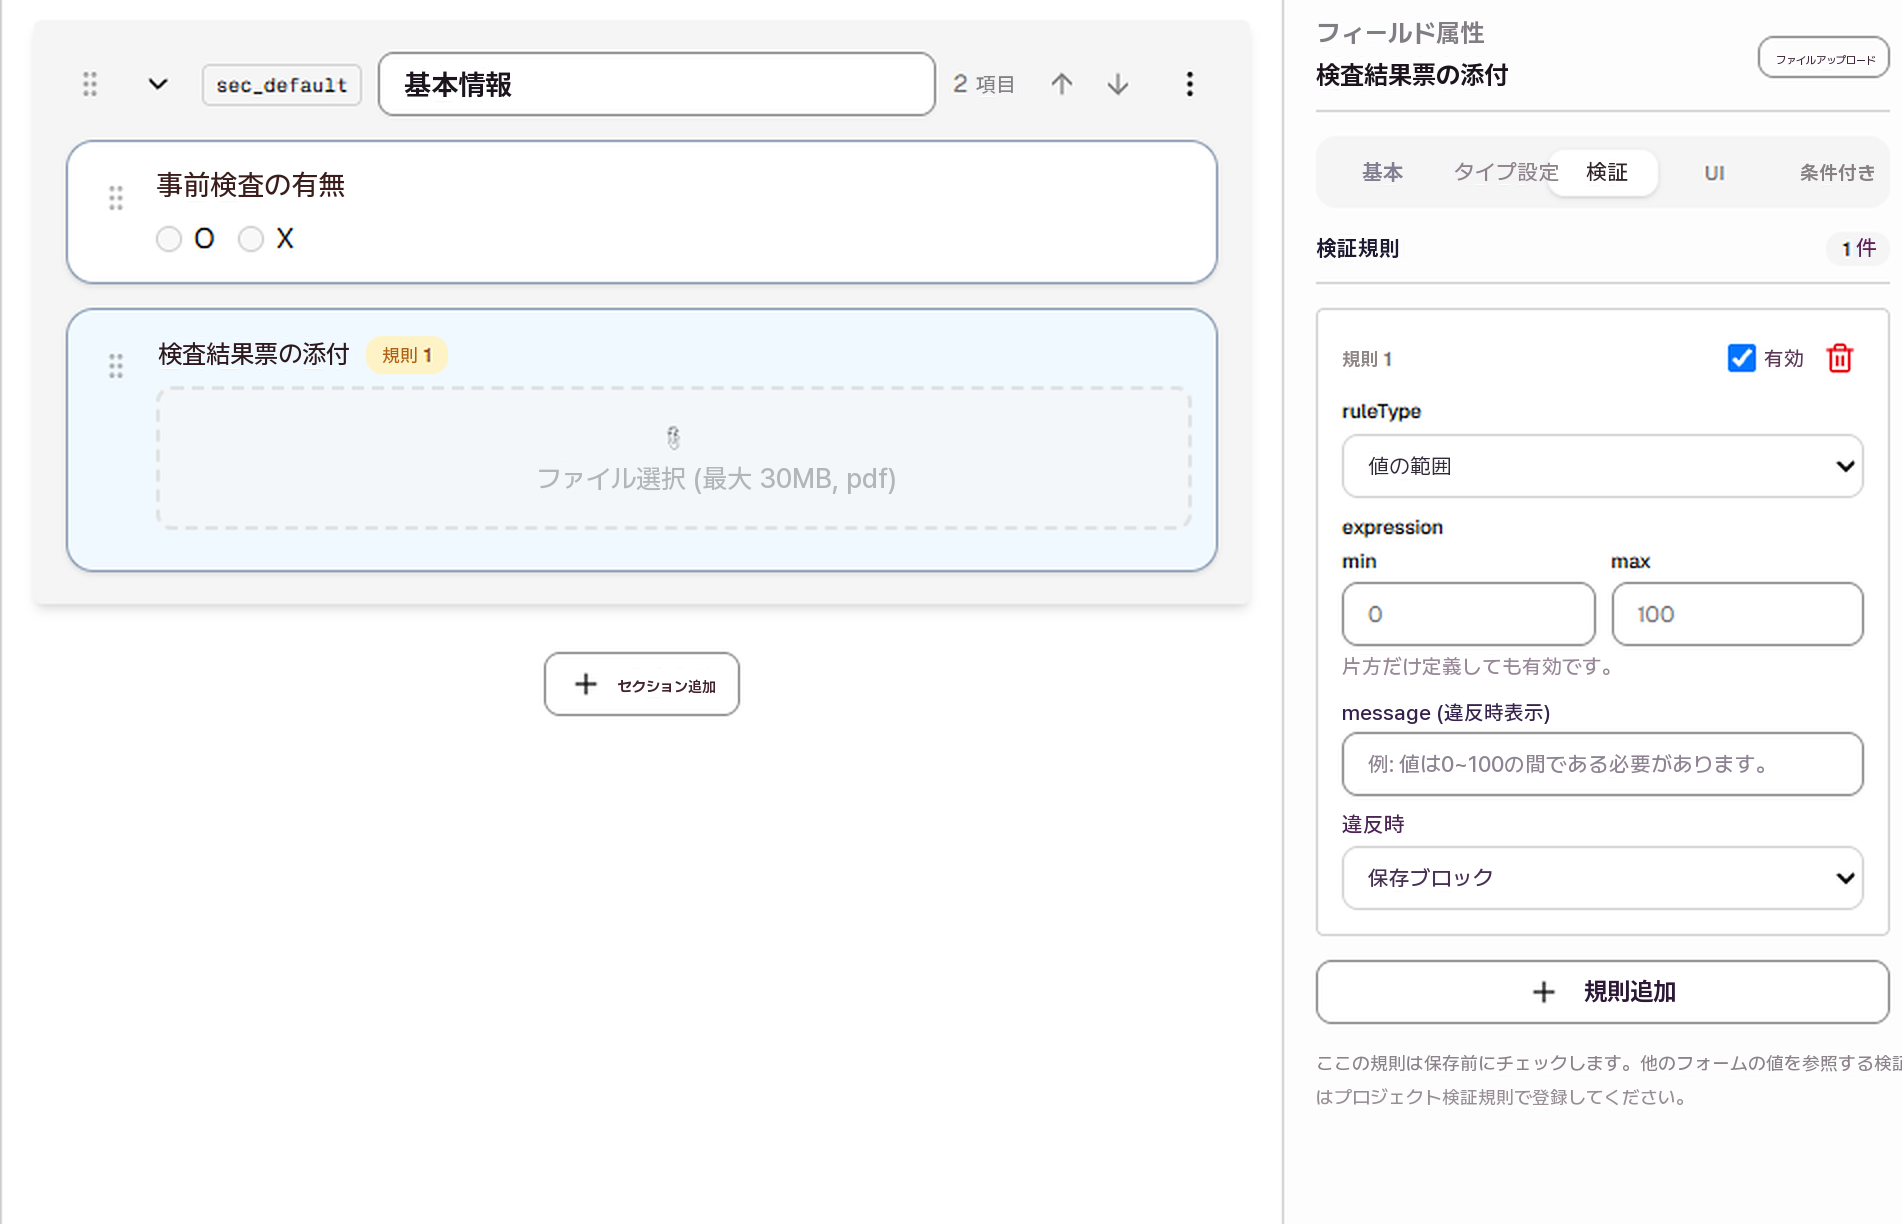 sec_default
基本情報
2 項目
事前検査の有無
O
X
検査結果票の添付
規則 1
ファイル選択 (最大 30MB, pdf)
セクション追加
フィールド属性
検査結果票の添付
ファイルアップロード
基本
タイプ設定
検証
UI
条件付き
検証規則
1 件
規則 1
有効
ruleType
値の範囲
expression
min
max
0
100
片方だけ定義しても有効です。
message (違反時表示)
例: 値は0~100の間である必要があります。
違反時
保存ブロック
規則追加
ここの規則は保存前にチェックします。他のフォームの値を参照する検証
はプロジェクト検証規則で登録してください。